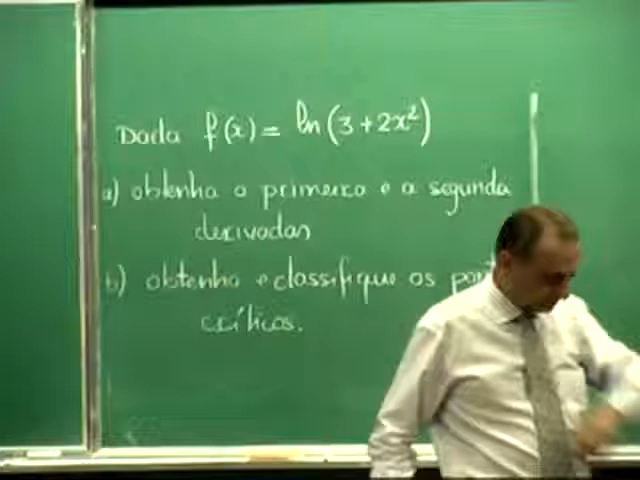 Dada f(x) = ln(3+2x²)
a) obtenha a primeira e a segunda
derivadas
b) obtenha e classifique os
críticos.